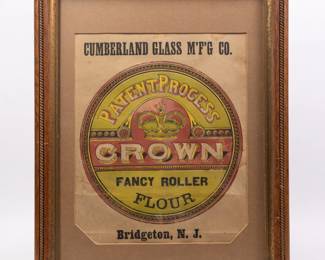 CUMBERLAND GLASS M'F'G CO.
PATENT PROCESS
CROWN
FANCY ROLLER
FLOUR
Bridgeton, N. J.